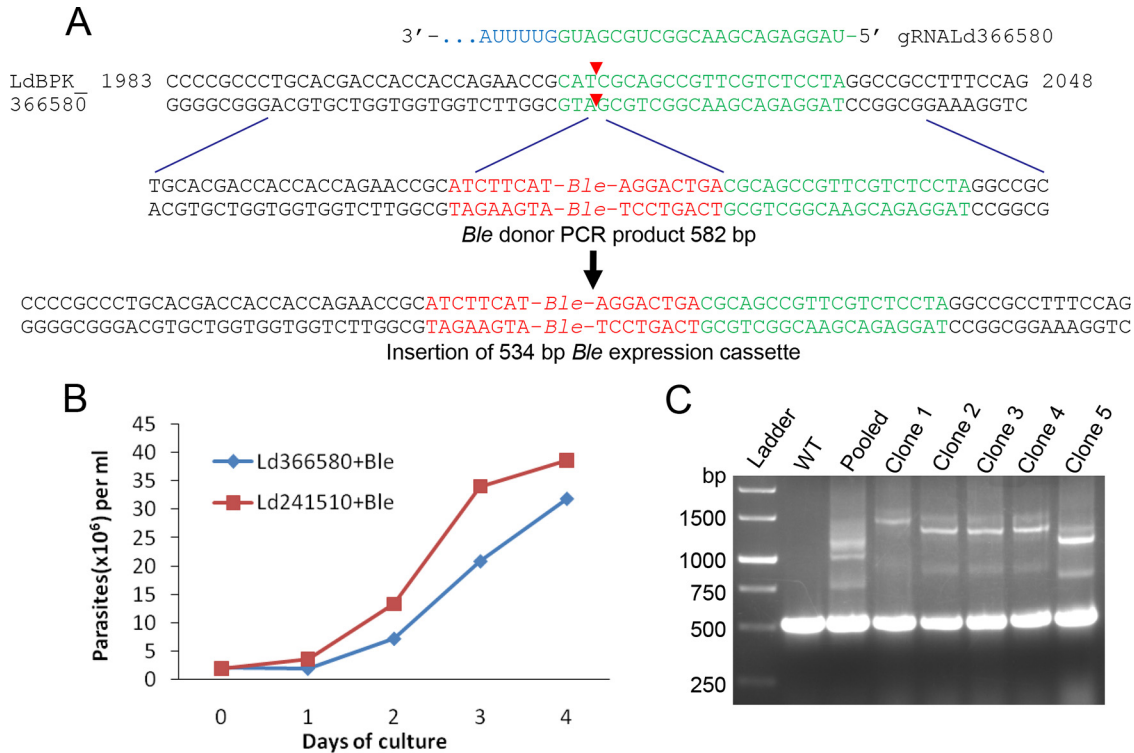 A
3’ -...AUUUUGGUAGCGUCGGCAAGCAGAGGAU-5’ gRNALd366580
LdBPK_ 1983 CCCCGCCCTGCACGACCACCACCAGAACCGCATCGCAGCCGTTCGTCTCCTAGGCCGCCTTTCCAG 2048
366580 GGGGCGGGACGTGCTGGTGGTGGTCTTGGCGTAGCGTCGGCAAGCAGAGGATCCGGCGGAAAGGTC
TGCACGACCACCACCAGAACCGCATCTTCAT-Ble-AGGACTGACGCAGCCGTTCGTCTCCTAGGCCGC
ACGTGCTGGTGGTGGTCTTGGCGTAGAAGTA-Ble-TCCTGACTGCGTCGGCAAGCAGAGGATCCGGCG
Ble donor PCR product 582 bp
CCCCGCCCTGCACGACCACCACCAGAACCGCATCTTCAT-Ble-AGGACTGACGCAGCCGTTCGTCTCCTAGGCCGCCTTTCCAG
GGGGCGGGACGTGCTGGTGGTGGTCTTGGCGTAGAAGTA-Ble-TCCTGACTGCGTCGGCAAGCAGAGGATCCGGCGGAAAGGTC
Insertion of 534 bp Ble expression cassette
B
Parasites(x10⁶) per ml
45
40
35
30
25
20
15
10
5
0
Ld366580+Ble
Ld241510+Ble
0 1 2 3 4
Days of culture
C
Ladder
WT
Pooled
Clone 1
Clone 2
Clone 3
Clone 4
Clone 5
bp
1500
1000
750
500
250